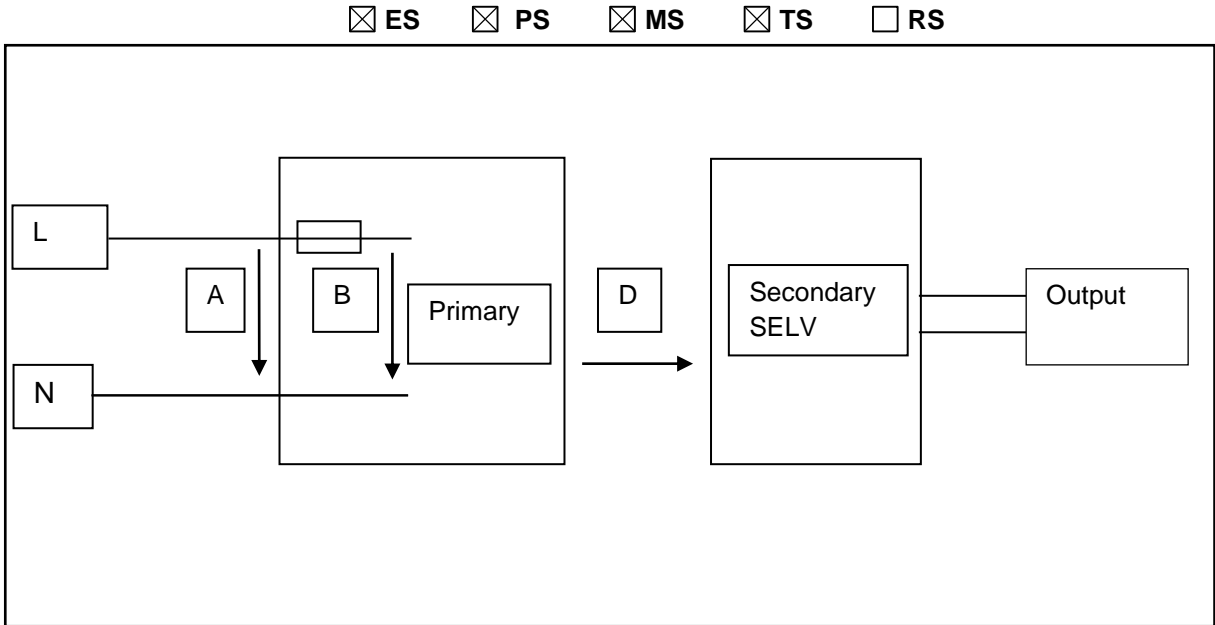 ☒ ES ☒ PS ☒ MS ☒ TS ☐ RS
L
A
B
Primary
D
Secondary
SELV
Output
N